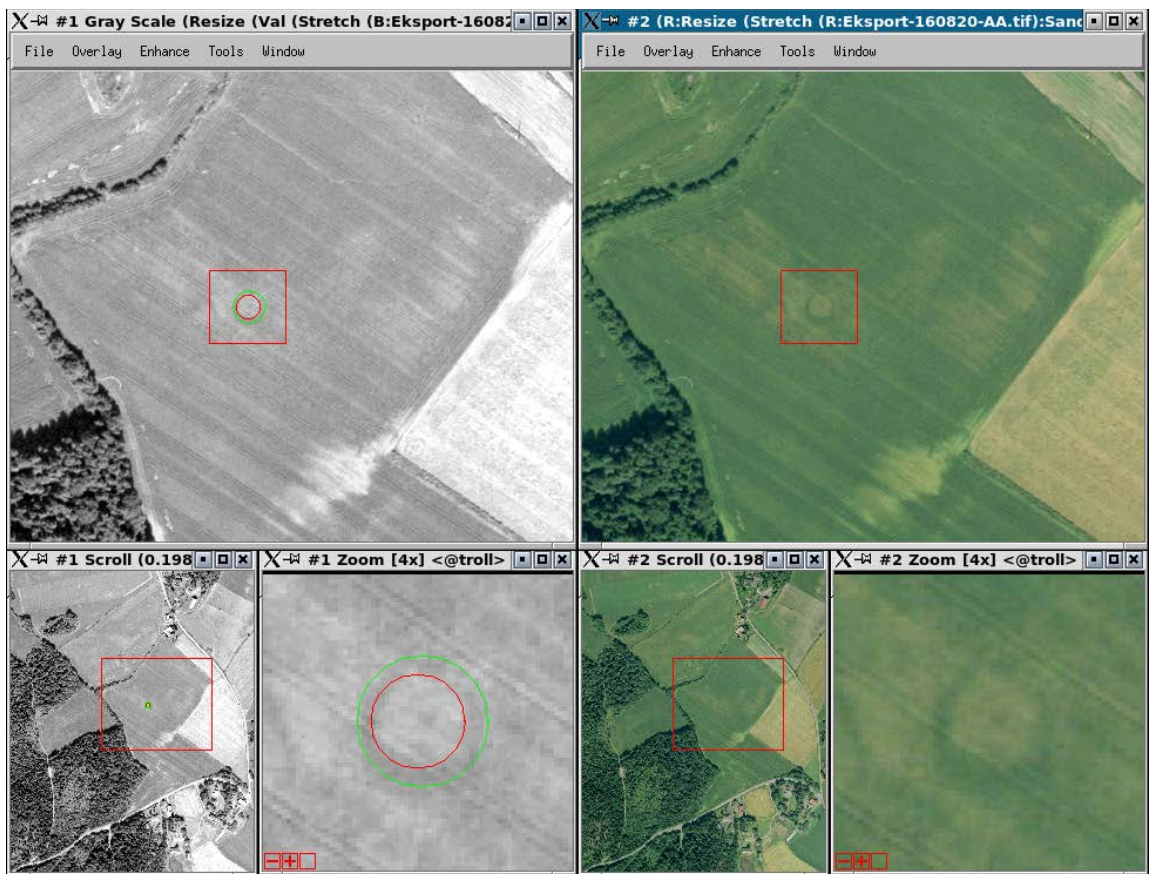 #1 Gray Scale (Resize (Val (Stretch (B:Eksport-16082
File Overlay Enhance Tools Window
#2 (R:Resize (Stretch (R:Eksport-160820-AA.tif):Sand
File Overlay Enhance Tools Window
#1 Scroll (0.198
#1 Zoom [4x] <@troll>
#2 Scroll (0.198
#2 Zoom [4x] <@troll>